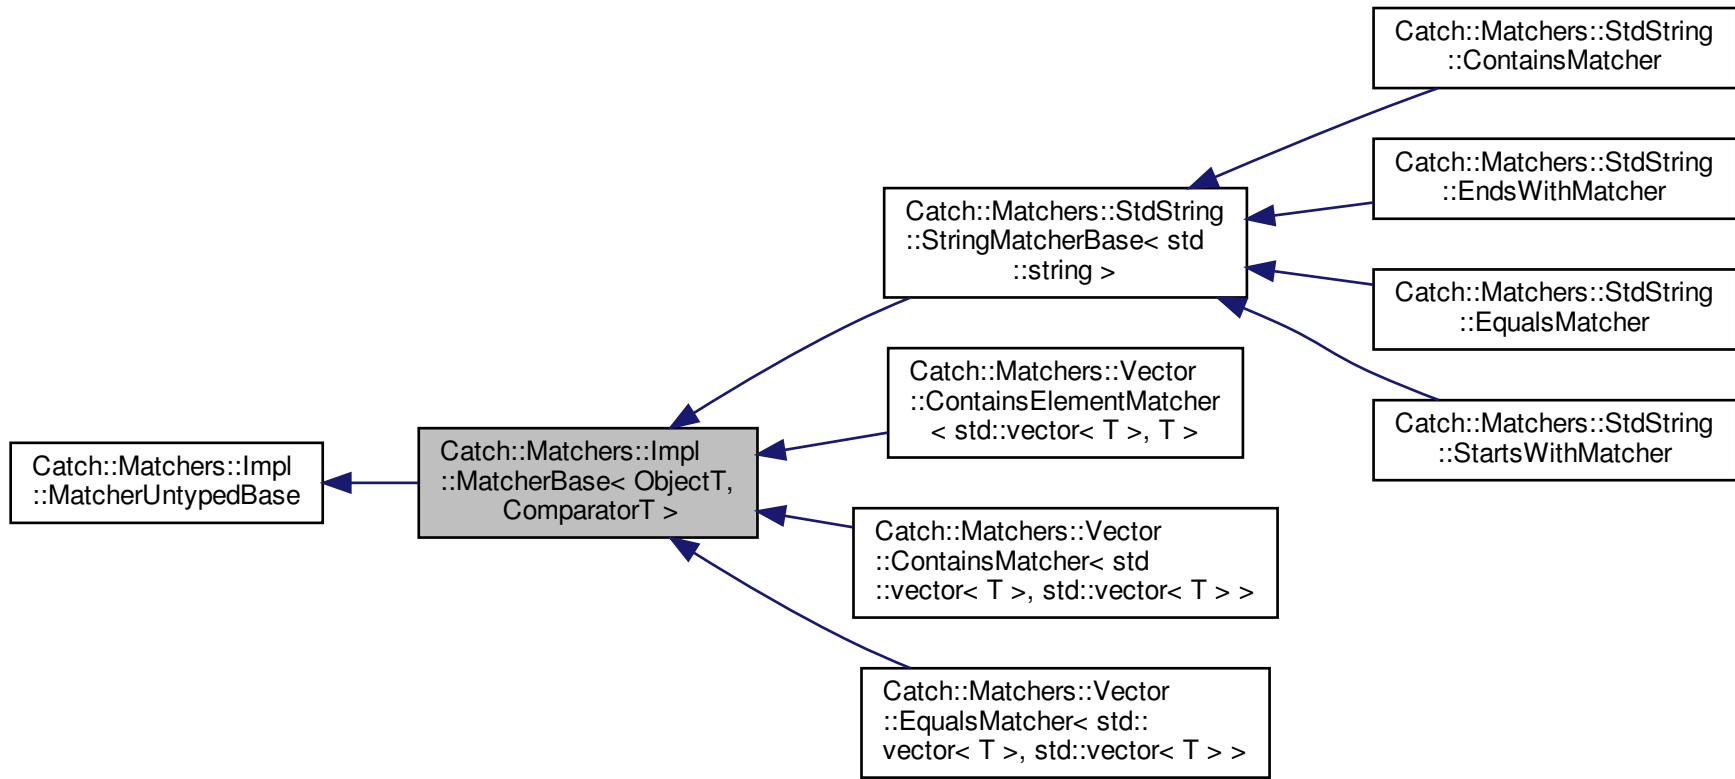 Catch::Matchers::Impl
::MatcherUntypedBase
Catch::Matchers::Impl
::MatcherBase< ObjectT,
ComparatorT >
Catch::Matchers::StdString
::StringMatcherBase< std
::string >
Catch::Matchers::Vector
::ContainsElementMatcher
< std::vector< T >, T >
Catch::Matchers::Vector
::ContainsMatcher< std
::vector< T >, std::vector< T > >
Catch::Matchers::Vector
::EqualsMatcher< std::
vector< T >, std::vector< T > >
Catch::Matchers::StdString
::ContainsMatcher
Catch::Matchers::StdString
::EndsWithMatcher
Catch::Matchers::StdString
::EqualsMatcher
Catch::Matchers::StdString
::StartsWithMatcher